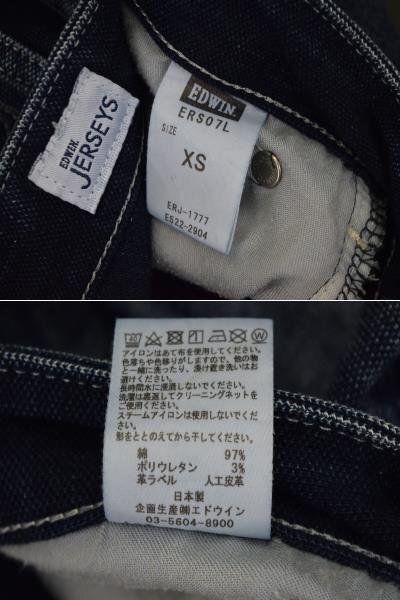 EDWIN.
JERSEYS
EDWIN.
ERS07L
SIZE
XS
ERJ-1777
E522-2904
40
W
アイロンはあて布を使用してください。
色落ちや色移りがしますので、他の物
と一緒に洗ったり、浸け置き洗いはお
避けください。
長時間水に浸さないでください。
洗濯は裏返してクリーニングネットを
ご使用ください。
スチームアイロンは使用しないでくだ
さい。
形をととのえてから干してください。
綿 97%
ポリウレタン 3%
革ラベル 人工皮革
日本製
企画生産㈱エドウイン
03-5604-8900